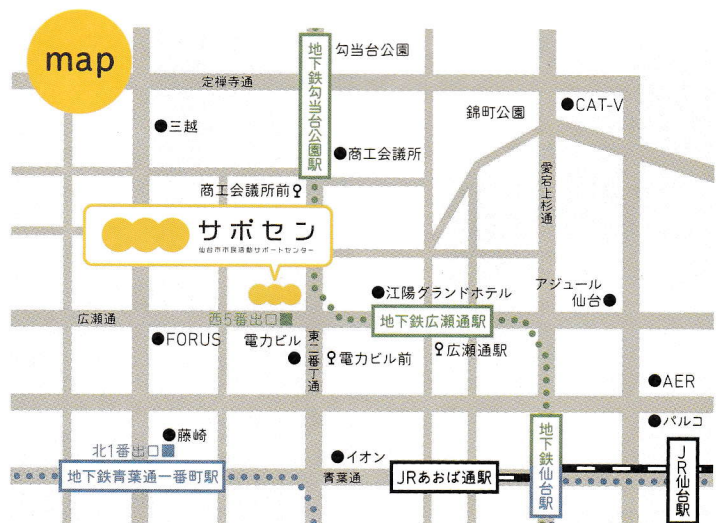 map
地下鉄勾当台公園駅
勾当台公園
定禅寺通
三越
商工会議所
錦町公園
CAT-V
愛宕上杉通
商工会議所前
サポセン
仙台市市民活動サポートセンター
江陽グランドホテル
アジュール
仙台
広瀬通
西5番出口
地下鉄広瀬通駅
FORUS
電力ビル
東二番丁通
電力ビル前
広瀬通駅
AER
パルコ
藤崎
北1番出口
地下鉄青葉通一番町駅
イオン
青葉通
JRあおば通駅
地下鉄仙台駅
JR仙台駅